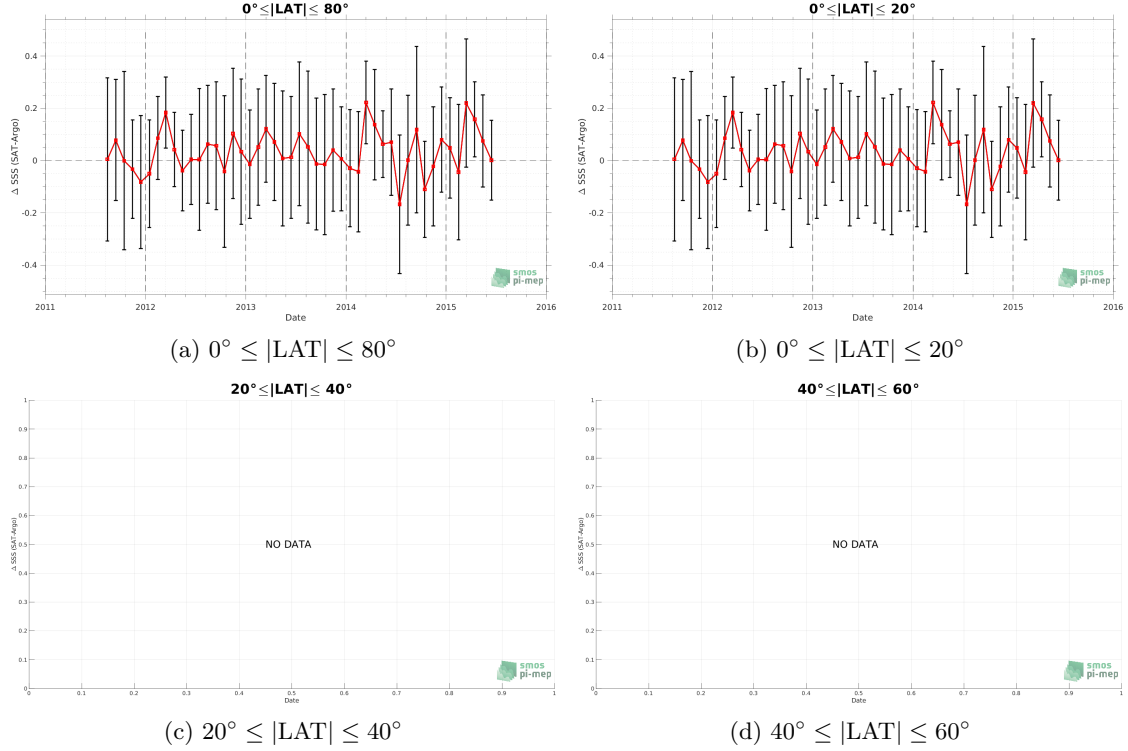 0°≤|LAT|≤ 80°
0.4
0.2
0
-0.2
-0.4
Δ SSS (SAT-Argo)
2011
2012
2013
2014
2015
2016
Date
smos
pi-mep
(a) 0° ≤ |LAT| ≤ 80°
0°≤|LAT|≤ 20°
0.4
0.2
0
-0.2
-0.4
Δ SSS (SAT-Argo)
2011
2012
2013
2014
2015
2016
Date
smos
pi-mep
(b) 0° ≤ |LAT| ≤ 20°
20°≤|LAT|≤ 40°
1
0.9
0.8
0.7
0.6
0.5
0.4
0.3
0.2
0.1
0
Δ SSS (SAT-Argo)
NO DATA
0
0.1
0.2
0.3
0.4
0.5
0.6
0.7
0.8
0.9
1
Date
smos
pi-mep
(c) 20° ≤ |LAT| ≤ 40°
40°≤|LAT|≤ 60°
1
0.9
0.8
0.7
0.6
0.5
0.4
0.3
0.2
0.1
0
Δ SSS (SAT-Argo)
NO DATA
0
0.1
0.2
0.3
0.4
0.5
0.6
0.7
0.8
0.9
1
Date
smos
pi-mep
(d) 40° ≤ |LAT| ≤ 60°